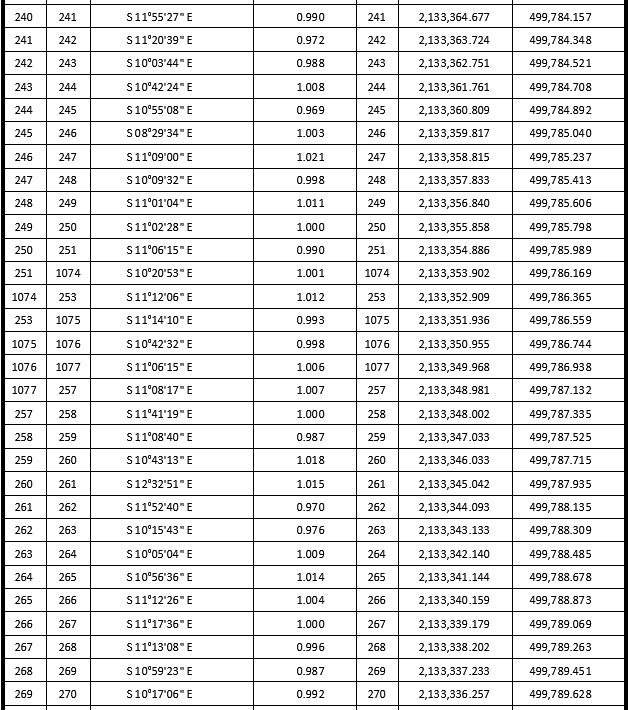 240 241 S 11°55'27" E 0.990 241 2,133,364.677 499,784.157
241 242 S 11°20'39" E 0.972 242 2,133,363.724 499,784.348
242 243 S 10°03'44" E 0.988 243 2,133,362.751 499,784.521
243 244 S 10°42'24" E 1.008 244 2,133,361.761 499,784.708
244 245 S 10°55'08" E 0.969 245 2,133,360.809 499,784.892
245 246 S 08°29'34" E 1.003 246 2,133,359.817 499,785.040
246 247 S 11°09'00" E 1.021 247 2,133,358.815 499,785.237
247 248 S 10°09'32" E 0.998 248 2,133,357.833 499,785.413
248 249 S 11°01'04" E 1.011 249 2,133,356.840 499,785.606
249 250 S 11°02'28" E 1.000 250 2,133,355.858 499,785.798
250 251 S 11°06'15" E 0.990 251 2,133,354.886 499,785.989
251 1074 S 10°20'53" E 1.001 1074 2,133,353.902 499,786.169
1074 253 S 11°12'06" E 1.012 253 2,133,352.909 499,786.365
253 1075 S 11°14'10" E 0.993 1075 2,133,351.936 499,786.559
1075 1076 S 10°42'32" E 0.998 1076 2,133,350.955 499,786.744
1076 1077 S 11°06'15" E 1.006 1077 2,133,349.968 499,786.938
1077 257 S 11°08'17" E 1.007 257 2,133,348.981 499,787.132
257 258 S 11°41'19" E 1.000 258 2,133,348.002 499,787.335
258 259 S 11°08'40" E 0.987 259 2,133,347.033 499,787.525
259 260 S 10°43'13" E 1.018 260 2,133,346.033 499,787.715
260 261 S 12°32'51" E 1.015 261 2,133,345.042 499,787.935
261 262 S 11°52'40" E 0.970 262 2,133,344.093 499,788.135
262 263 S 10°15'43" E 0.976 263 2,133,343.133 499,788.309
263 264 S 10°05'04" E 1.009 264 2,133,342.140 499,788.485
264 265 S 10°56'36" E 1.014 265 2,133,341.144 499,788.678
265 266 S 11°12'26" E 1.004 266 2,133,340.159 499,788.873
266 267 S 11°17'36" E 1.000 267 2,133,339.179 499,789.069
267 268 S 11°13'08" E 0.996 268 2,133,338.202 499,789.263
268 269 S 10°59'23" E 0.987 269 2,133,337.233 499,789.451
269 270 S 10°17'06" E 0.992 270 2,133,336.257 499,789.628